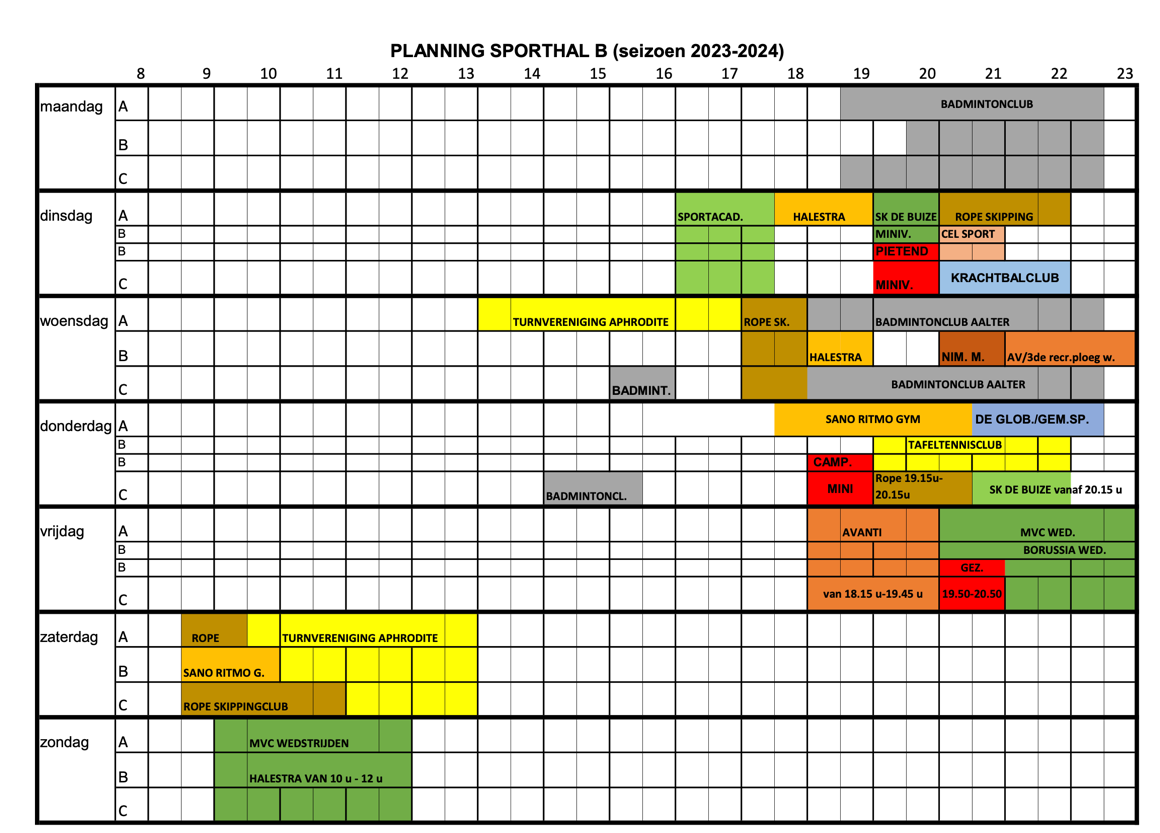 PLANNING SPORTHAL B (seizoen 2023-2024)
8 9 10 11 12 13 14 15 16 17 18 19 20 21 22 23
maandag A BADMINTONCLUB
B
C
dinsdag A SPORTACAD. HALESTRA SK DE BUIZE ROPE SKIPPING
B MINIV. CEL SPORT
B PIETEND
C MINIV. KRACHTBALCLUB
woensdag A TURNVERENIGING APHRODITE ROPE SK. BADMINTONCLUB AALTER
B HALESTRA NIM. M. AV/3de recr.ploeg w.
C BADMINT. BADMINTONCLUB AALTER
donderdag A SANO RITMO GYM DE GLOB./GEM.SP.
B TAFELTENNISCLUB
B CAMP.
C BADMINTONCL. MINI Rope 19.15u-
20.15u SK DE BUIZE vanaf 20.15 u
vrijdag A AVANTI MVC WED.
B BORUSSIA WED.
B GEZ.
C van 18.15 u-19.45 u 19.50-20.50
zaterdag A ROPE TURNVERENIGING APHRODITE
B SANO RITMO G.
C ROPE SKIPPINGCLUB
zondag A MVC WEDSTRIJDEN
B HALESTRA VAN 10 u - 12 u
C